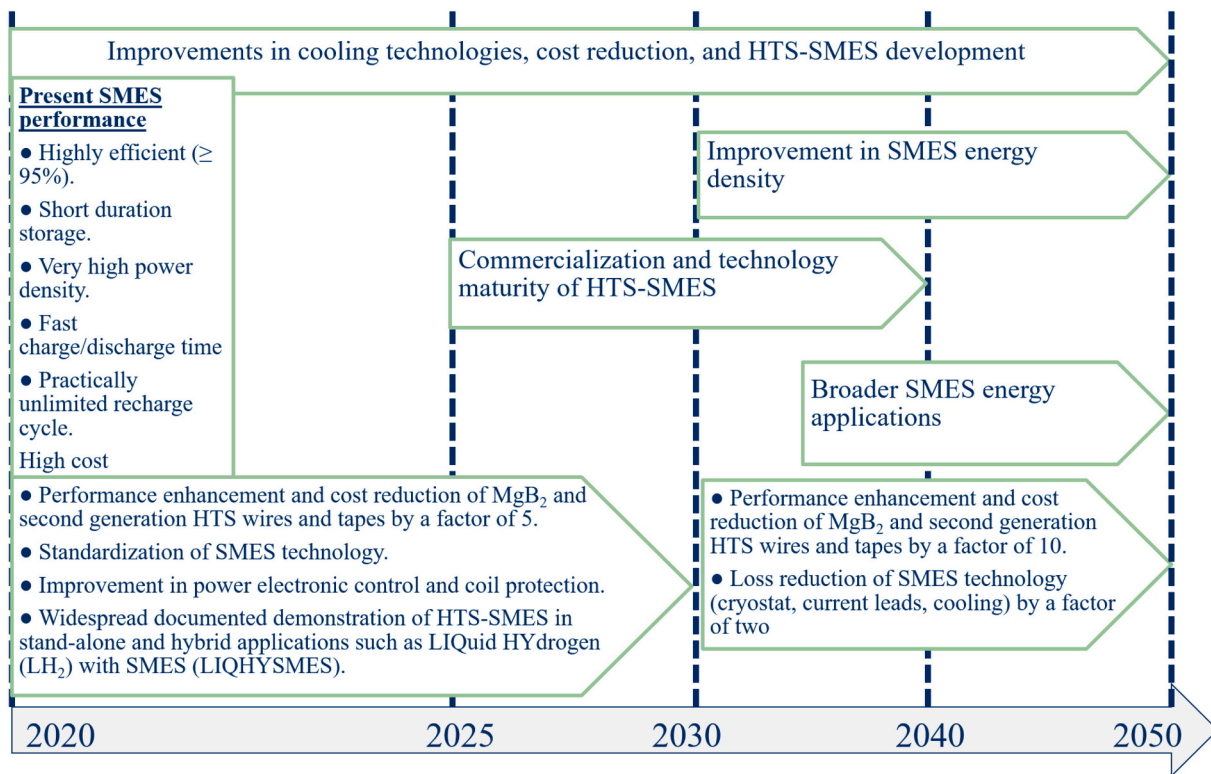 Improvements in cooling technologies, cost reduction, and HTS-SMES development
Present SMES
performance
● Highly efficient (≥
95%).
● Short duration
storage.
● Very high power
density.
● Fast
charge/discharge time
● Practically
unlimited recharge
cycle.
High cost
Improvement in SMES energy
density
Commercialization and technology
maturity of HTS-SMES
Broader SMES energy
applications
● Performance enhancement and cost reduction of MgB₂ and
second generation HTS wires and tapes by a factor of 5.
● Standardization of SMES technology.
● Improvement in power electronic control and coil protection.
● Widespread documented demonstration of HTS-SMES in
stand-alone and hybrid applications such as LIQuid HYdrogen
(LH₂) with SMES (LIQHYSMES).
● Performance enhancement and cost
reduction of MgB₂ and second generation
HTS wires and tapes by a factor of 10.
● Loss reduction of SMES technology
(cryostat, current leads, cooling) by a factor
of two
2020 2025 2030 2040 2050